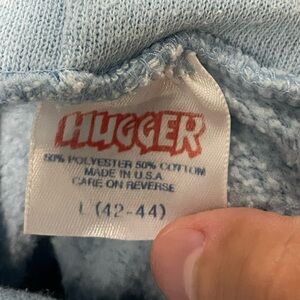 HUGGER
50% POLYESTER 50% COTTON
MADE IN U.S.A
CARE ON REVERSE
L (42-44)